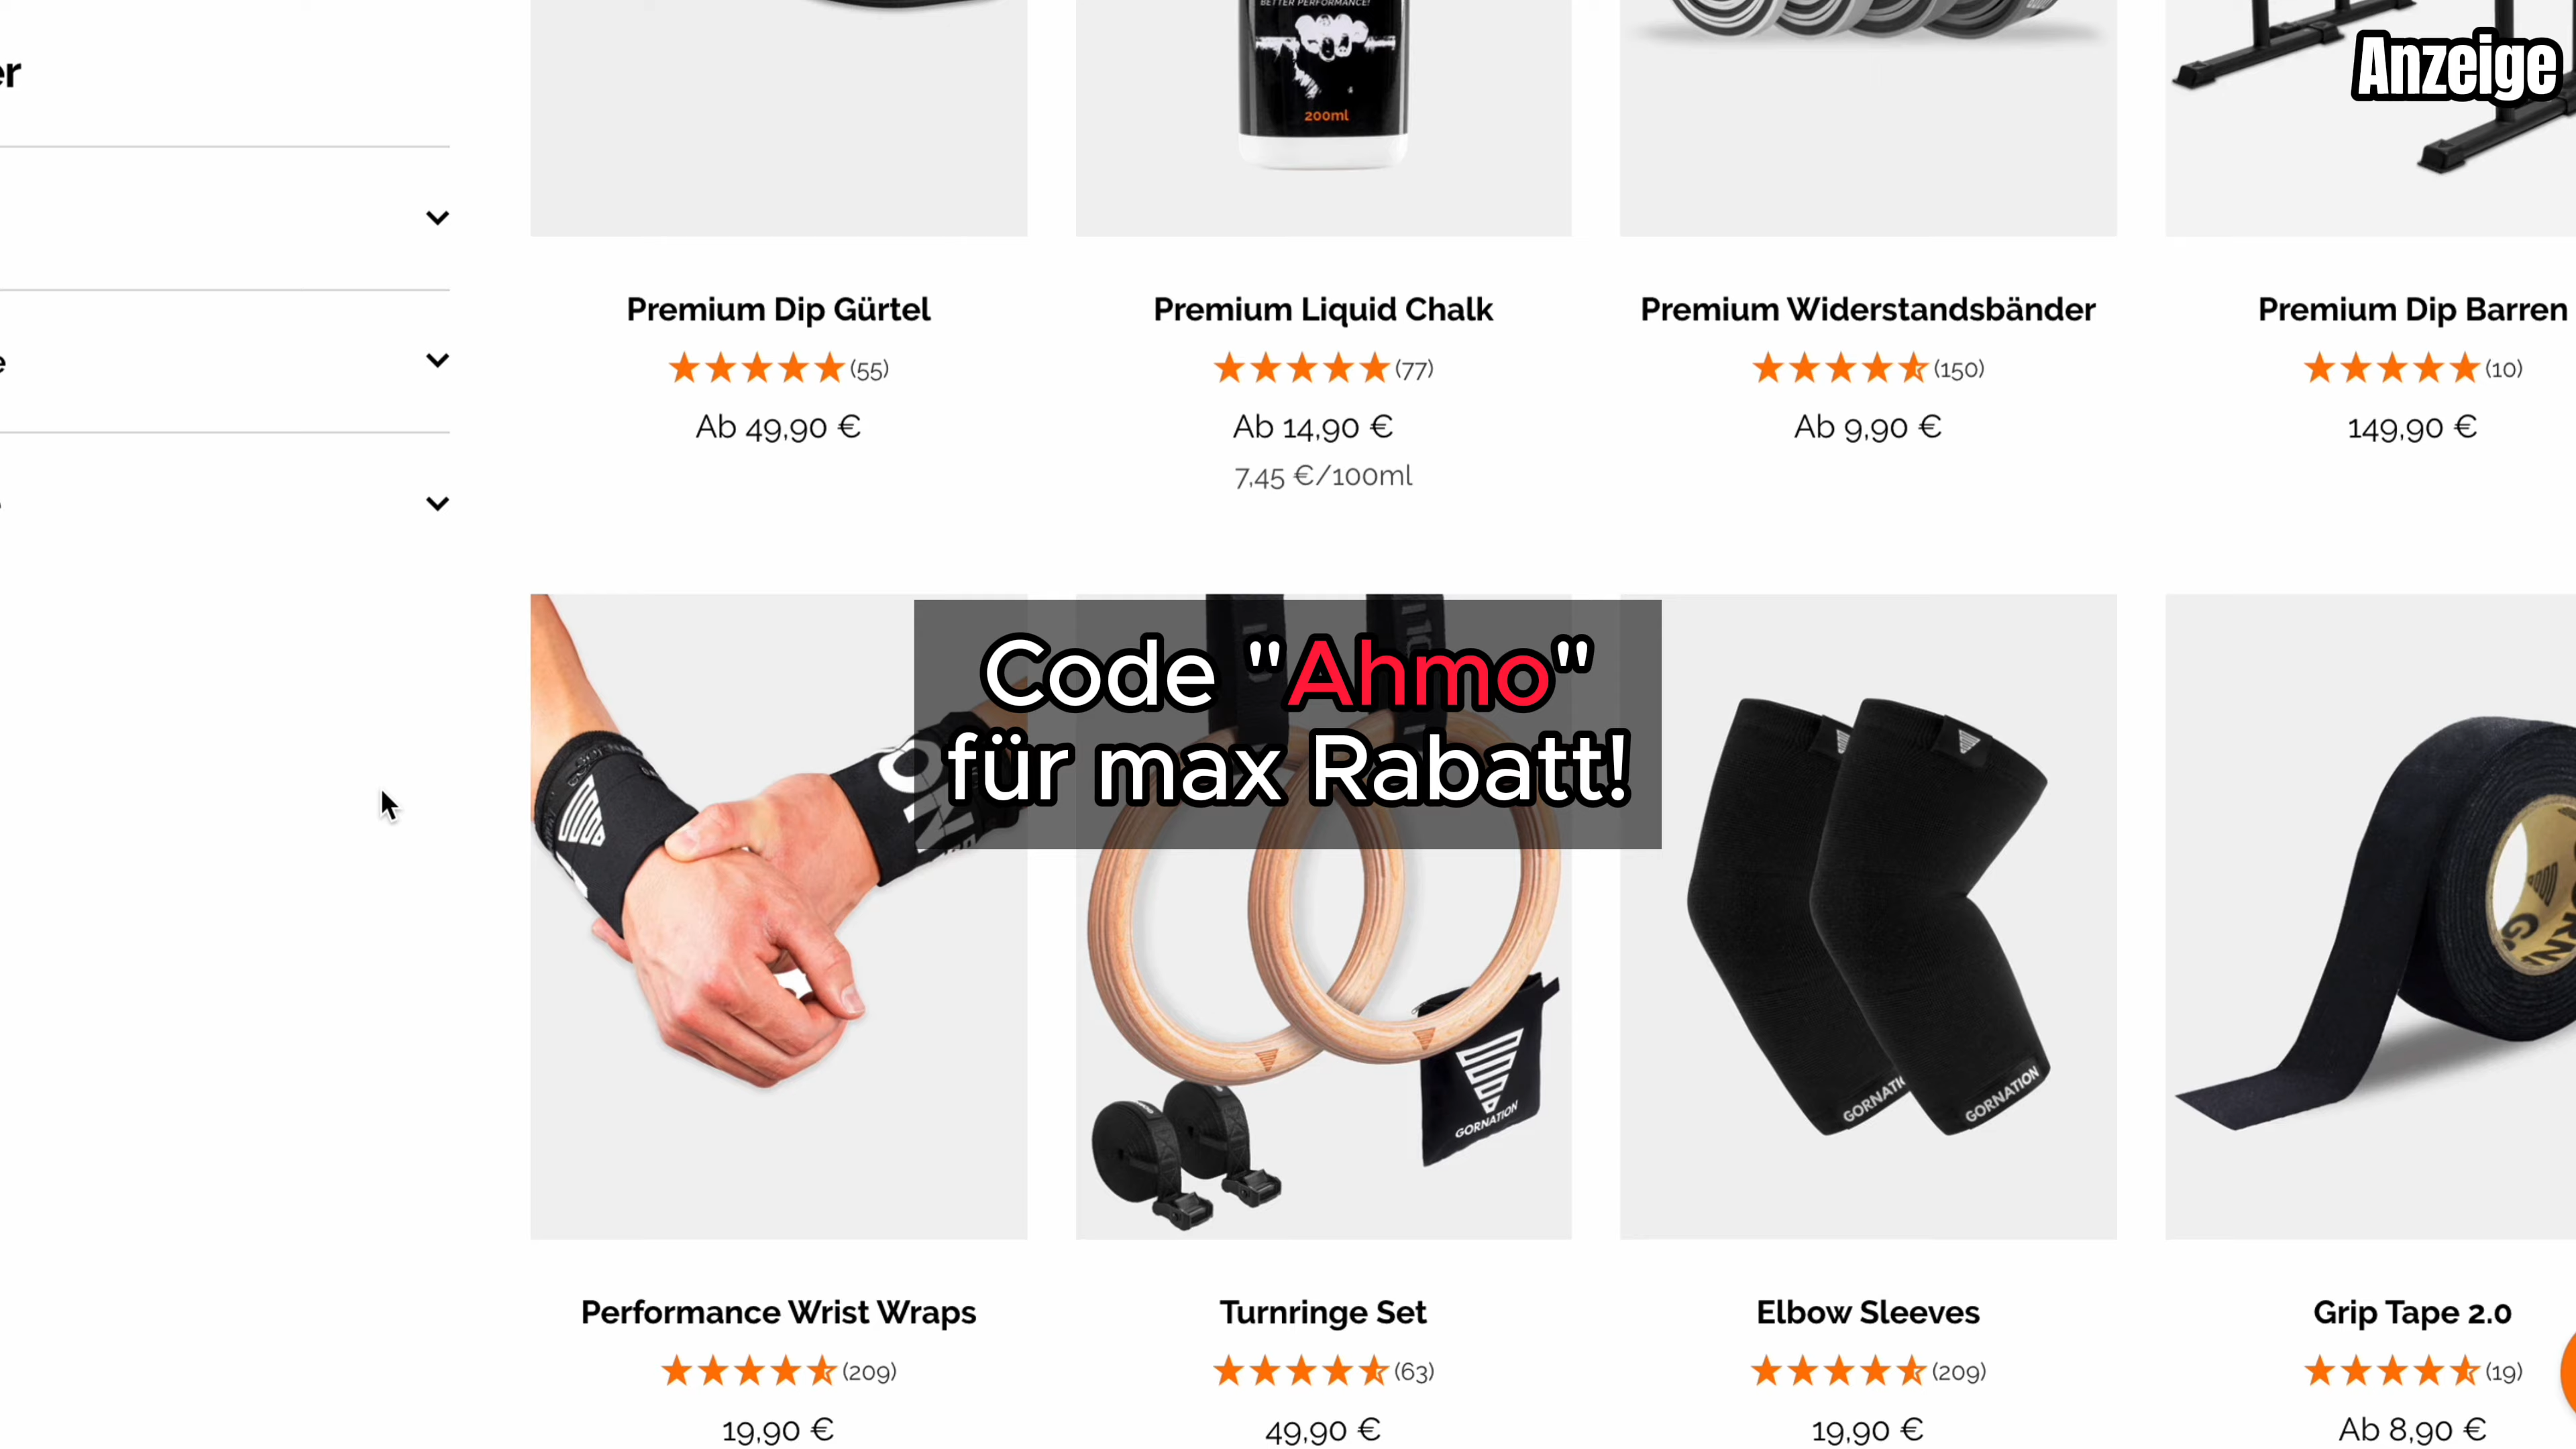 BETTER PERFORMANCE!
200ml
Anzeige
er
e
Premium Dip Gürtel
(55)
Ab 49,90 €
Premium Liquid Chalk
(77)
Ab 14,90 €
7,45 €/100ml
Premium Widerstandsbänder
(150)
Ab 9,90 €
Premium Dip Barren
(10)
149,90 €
Code "Ahmo"
für max Rabatt!
GORNATION
GORNATI
GORNATION
Performance Wrist Wraps
(209)
19,90 €
Turnringe Set
(63)
49,90 €
Elbow Sleeves
(209)
19,90 €
Grip Tape 2.0
(19)
Ab 8,90 €